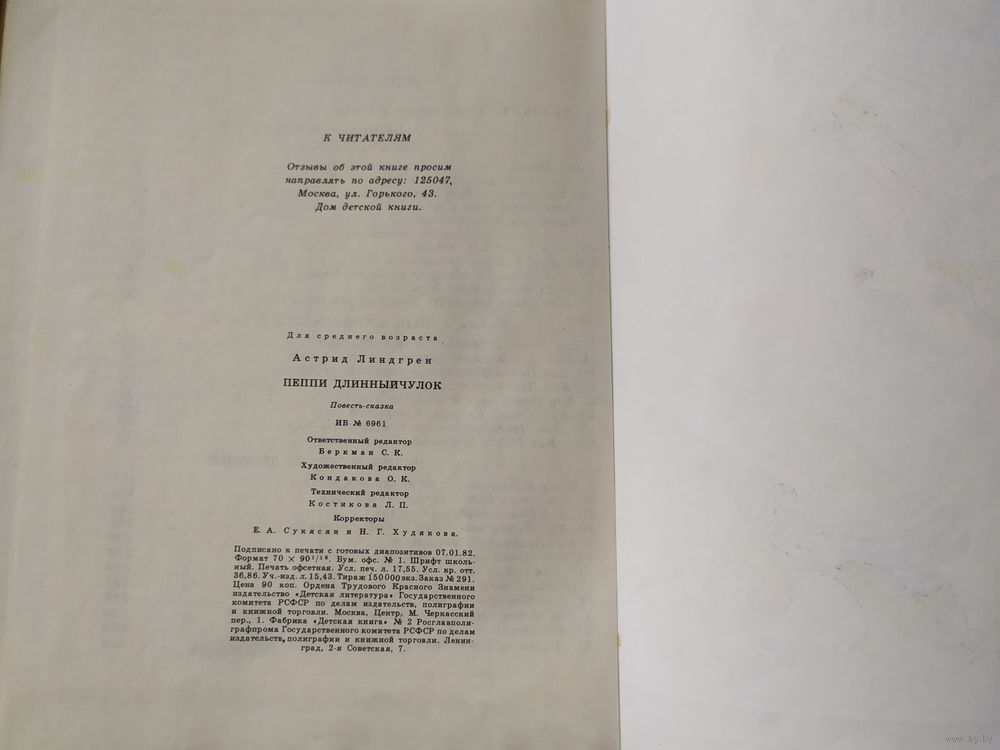 К ЧИТАТЕЛЯМ
Отзывы об этой книге просим
направлять по адресу: 125047,
Москва, ул. Горького, 43.
Дом детской книги.
Для среднего возраста
Астрид Линдгрен
ПЕППИ ДЛИННЫЙЧУЛОК
Повесть-сказка
ИБ № 6961
Ответственный редактор
Беркман С. К.
Художественный редактор
Кондакова О. К.
Технический редактор
Костикова Л. П.
Корректоры
Е. А. Сукясян и Н. Г. Худякова.
Подписано к печати с готовых диапозитивов 07.01.82.
Формат 70 × 90¹/¹⁶. Бум. офс. № 1. Шрифт школь-
ный. Печать офсетная. Усл. печ. л. 17,55. Усл. кр. отт.
36,86. Уч.-изд. л. 15,43. Тираж 150 000 экз. Заказ № 291.
Цена 90 коп. Ордена Трудового Красного Знамени
издательство «Детская литература» Государственного
комитета РСФСР по делам издательств, полиграфии
и книжной торговли. Москва, Центр, М. Черкасский
пер., 1. Фабрика «Детская книга» № 2 Росглавполи-
графпрома Государственного комитета РСФСР по делам
издательств, полиграфии и книжной торговли. Ленин-
град, 2-я Советская, 7.
www.ay.by